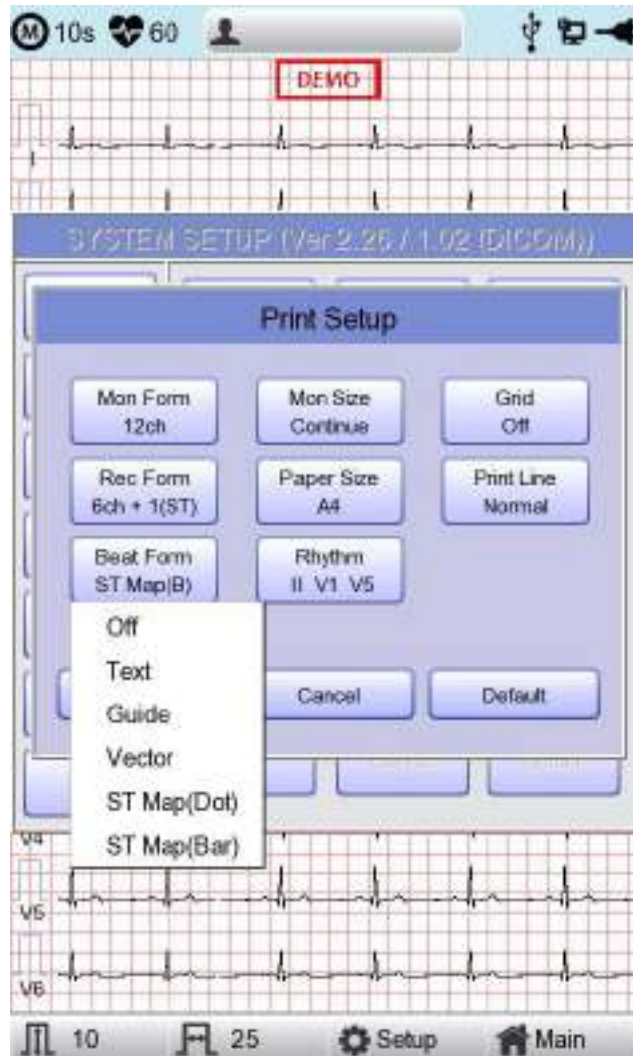 M 10s 60
DEMO
I
SYSTEM SETUP (Ver 2.26 / 1.02 (DICOM))
Print Setup
Mon Form
12ch
Mon Size
Continue
Grid
Off
Rec Form
6ch + 1(ST)
Paper Size
A4
Print Line
Normal
Beat Form
ST Map(B)
Rhythm
II V1 V5
Off
Text
Guide
Vector
ST Map(Dot)
ST Map(Bar)
Cancel
Default
V4
V5
V6
10 25 Setup Main